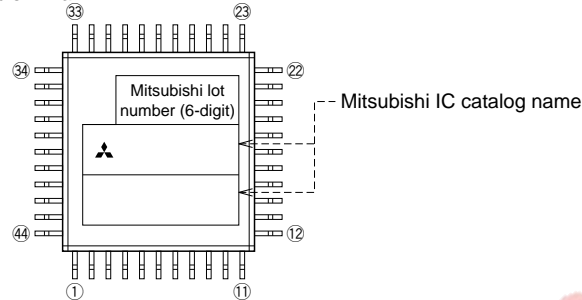 ㉝ ㉓
㉞ ㉒
Mitsubishi lot
number (6-digit)
Mitsubishi IC catalog name
㊹ ⑫
① ⑪